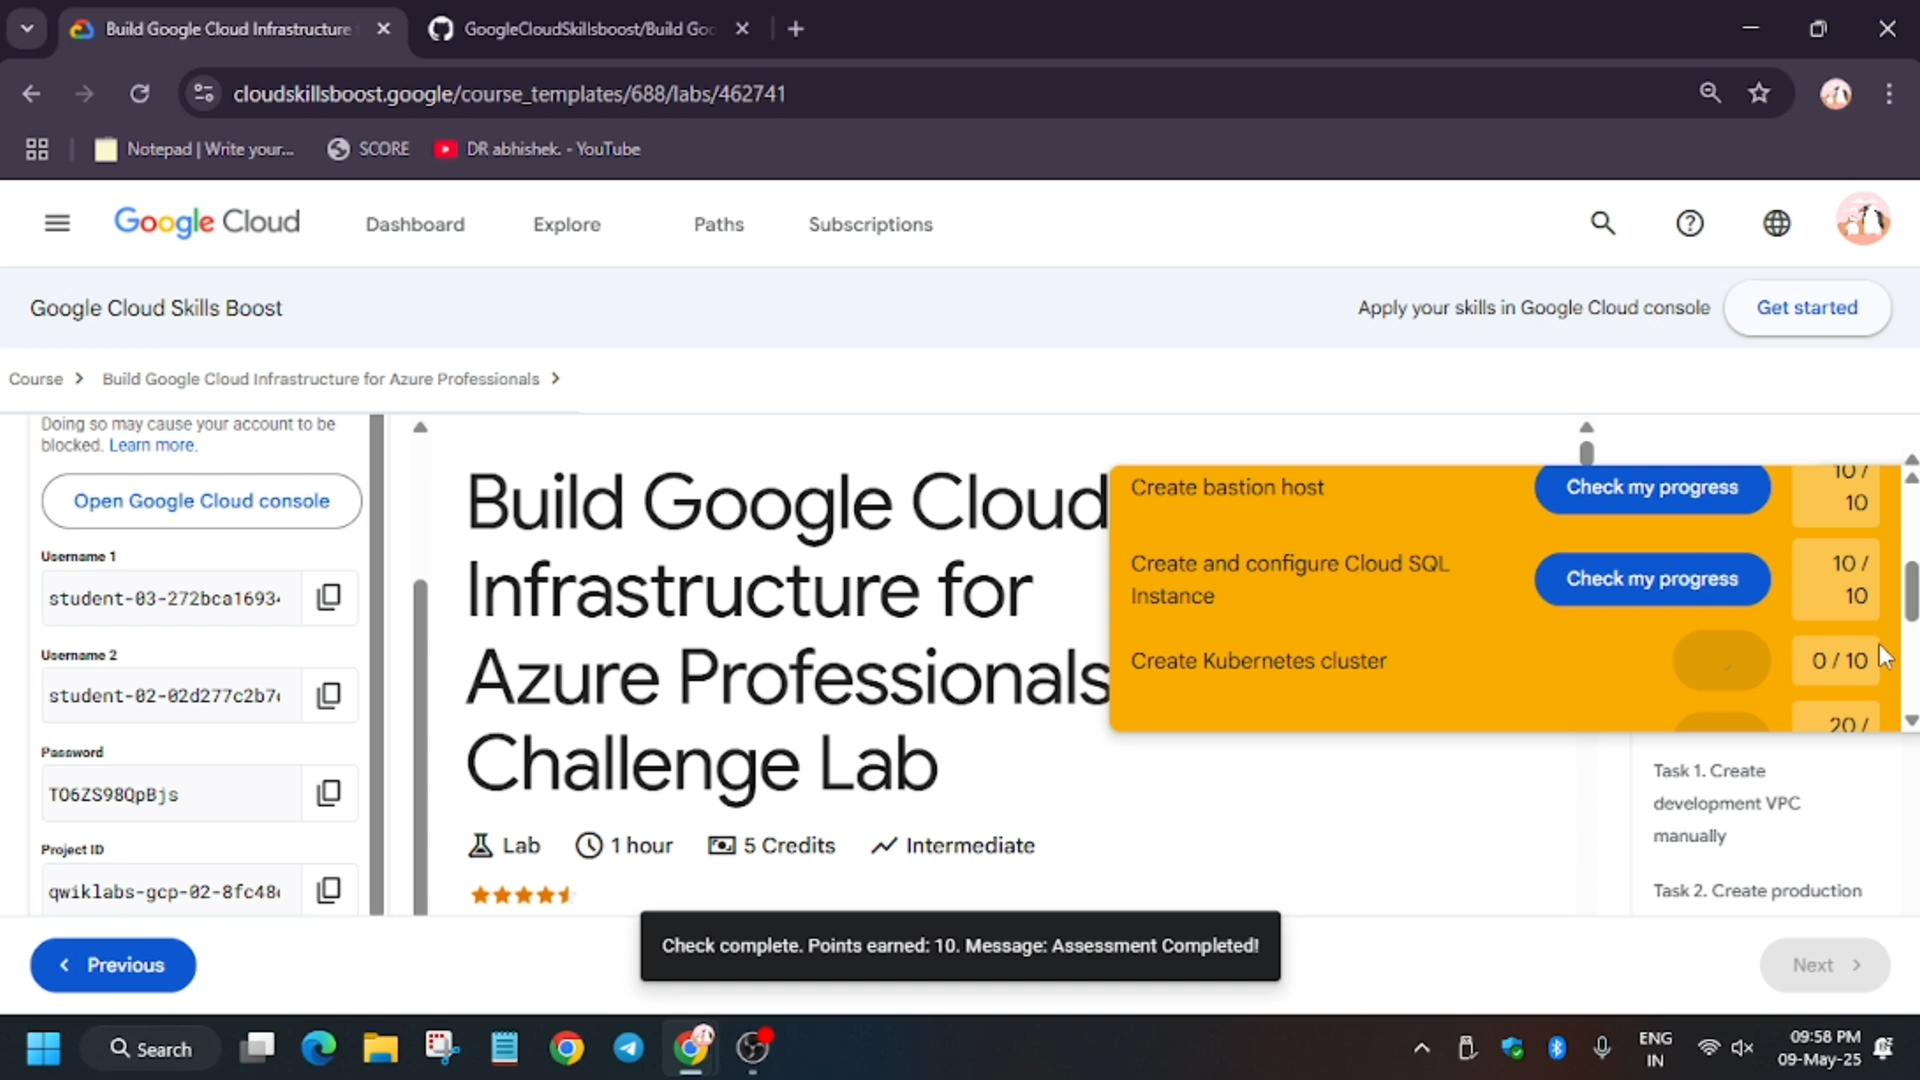 Build Google Cloud Infrastructure
GoogleCloudSkillsboost/Build Goo
cloudskillsboost.google/course_templates/688/labs/462741
Notepad | Write your...
SCORE
DR abhishek. - YouTube
Google Cloud
Dashboard
Explore
Paths
Subscriptions
Google Cloud Skills Boost
Apply your skills in Google Cloud console
Get started
Course
Build Google Cloud Infrastructure for Azure Professionals
Doing so may cause your account to be
blocked. Learn more.
Open Google Cloud console
Username 1
student-03-272bca1693
Username 2
student-02-02d277c2b7
Password
TO6ZS98QpBjs
Project ID
qwiklabs-gcp-02-8fc48
Build Google Cloud
Infrastructure for
Azure Professionals
Challenge Lab
Lab
1 hour
5 Credits
Intermediate
Create bastion host
Check my progress
10 /
10
Create and configure Cloud SQL
Instance
Check my progress
10 /
10
Create Kubernetes cluster
0 / 10
20 /
Task 1. Create
development VPC
manually
Task 2. Create production
Check complete. Points earned: 10. Message: Assessment Completed!
Previous
Next
Search
ENG
IN
09:58 PM
09-May-25